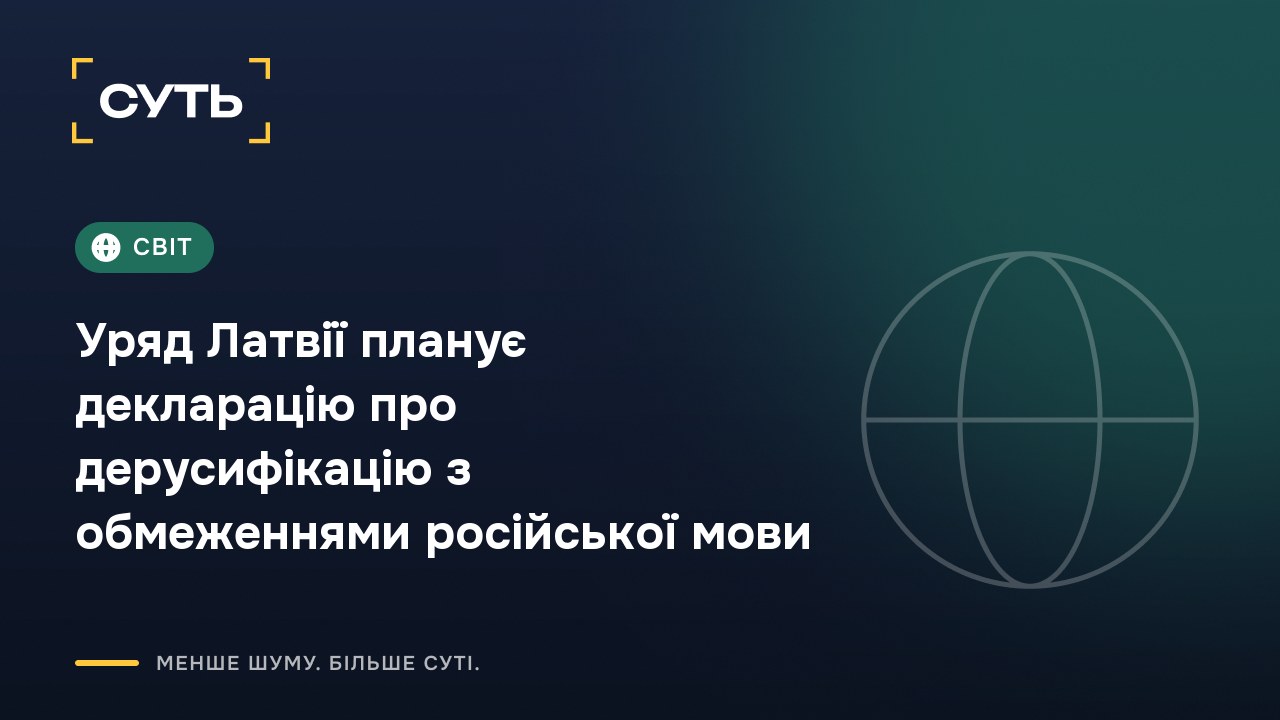 СУТЬ
СВІТ
Уряд Латвії планує
декларацію про
дерусифікацію з
обмеженнями російської мови
МЕНШЕ ШУМУ. БІЛЬШЕ СУТІ.